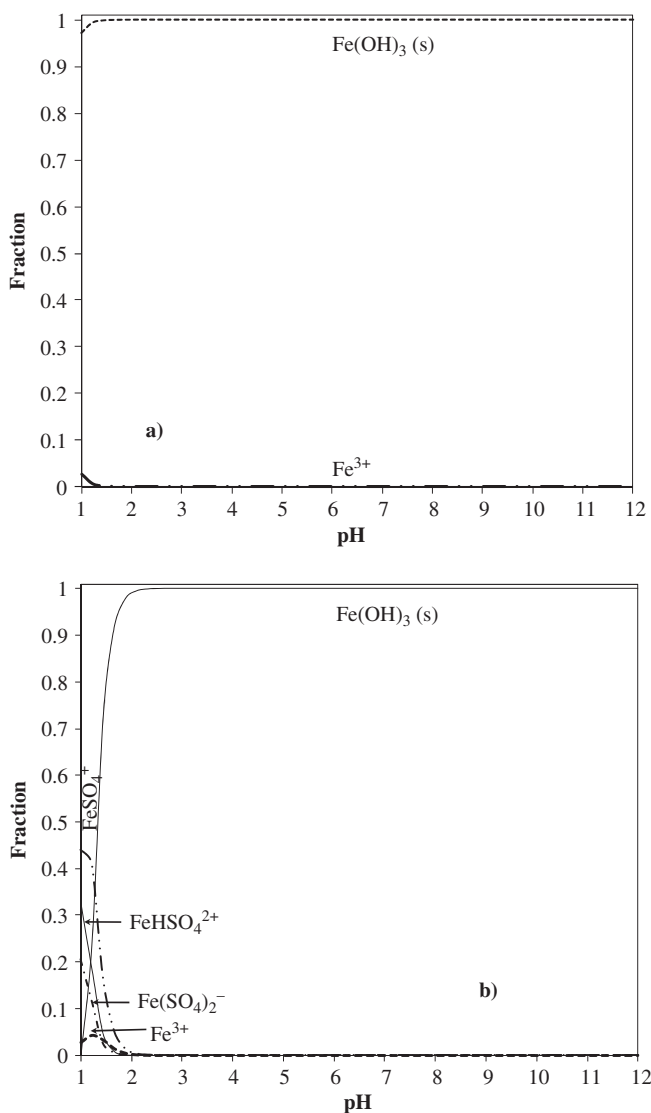 1
0.9
0.8
0.7
0.6
0.5
0.4
0.3
0.2
0.1
0
Fraction
Fe(OH)₃ (s)
a)
Fe³⁺
1 2 3 4 5 6 7 8 9 10 11 12
pH
1
0.9
0.8
0.7
0.6
0.5
0.4
0.3
0.2
0.1
0
Fraction
Fe(OH)₃ (s)
FeSO₄⁺
FeHSO₄²⁺
Fe(SO₄)₂⁻
b)
Fe³⁺
1 2 3 4 5 6 7 8 9 10 11 12
pH